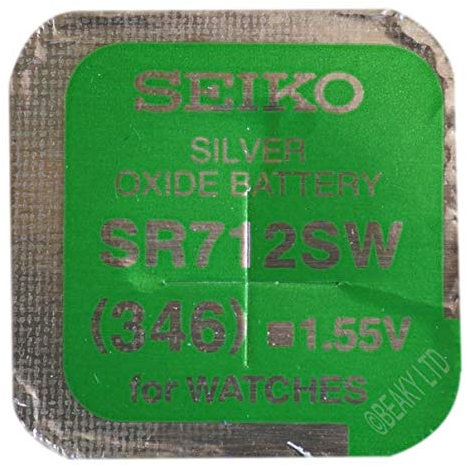 SEIKO
SILVER
OXIDE BATTERY
SR712SW
(346) ■1.55V
for WATCHES
©BEAKY LTD